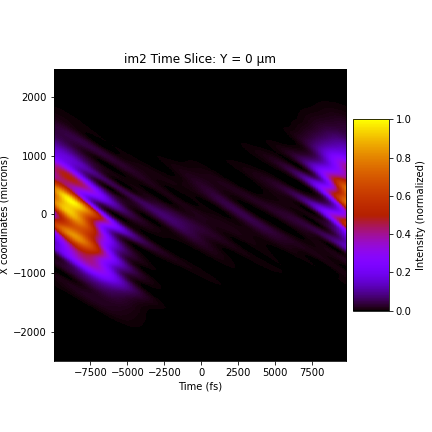 im2 Time Slice: Y = 0 μm
X coordinates (microns)
2000
1000
0
−1000
−2000
−7500 −5000 −2500 0 2500 5000 7500
Time (fs)
1.0
0.8
0.6
0.4
0.2
0.0
Intensity (normalized)